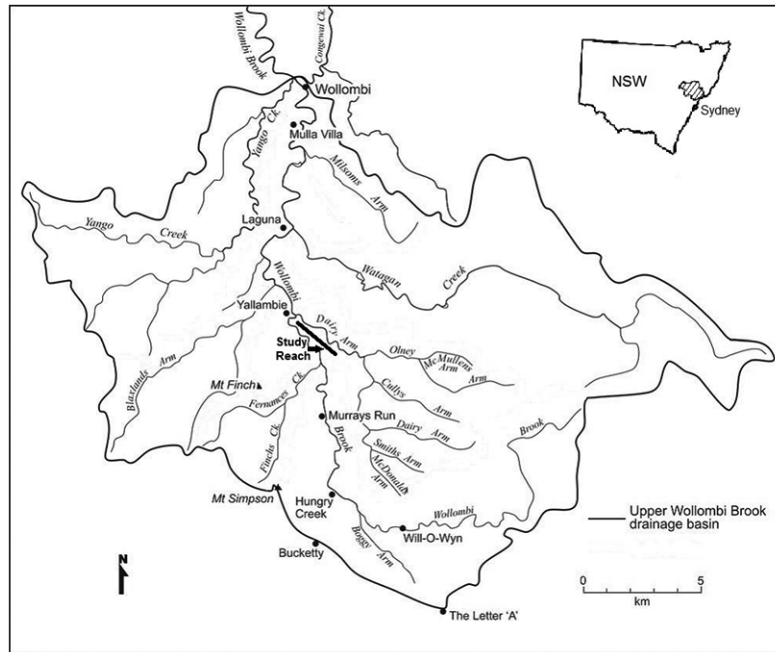 Wollombi Brook
Congewai Ck.
Wollombi
NSW
Sydney
Yango Ck
Mulla Villa
Milsoms Arm
Yango Creek
Laguna
Watagan Creek
Wollombi
Yallambie
Dairy Arm
Study
Reach
Olney
McMullens
Arm
Arm
Blaxlands Arm
Mt Finch
Fernances Ck
Cullys Arm
Murrays Run
Brook
Dairy Arm
Smiths Arm
McDonalds
Arm
Finchs Ck
Brook
Mt Simpson
Hungry
Creek
Wollombi
Will-O-Wyn
Boggy Arm
Bucketty
The Letter 'A'
N
Upper Wollombi Brook
drainage basin
0 5
km